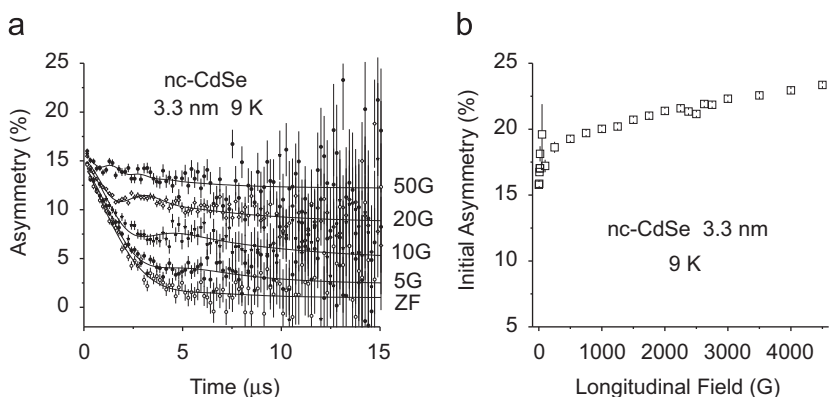 a
25
20
15
10
5
0
Asymmetry (%)
nc-CdSe
3.3 nm 9 K
50G
20G
10G
5G
ZF
0
5
10
15
Time (μs)
b
25
20
15
10
5
Initial Asymmetry (%)
nc-CdSe 3.3 nm
9 K
0
1000
2000
3000
4000
Longitudinal Field (G)